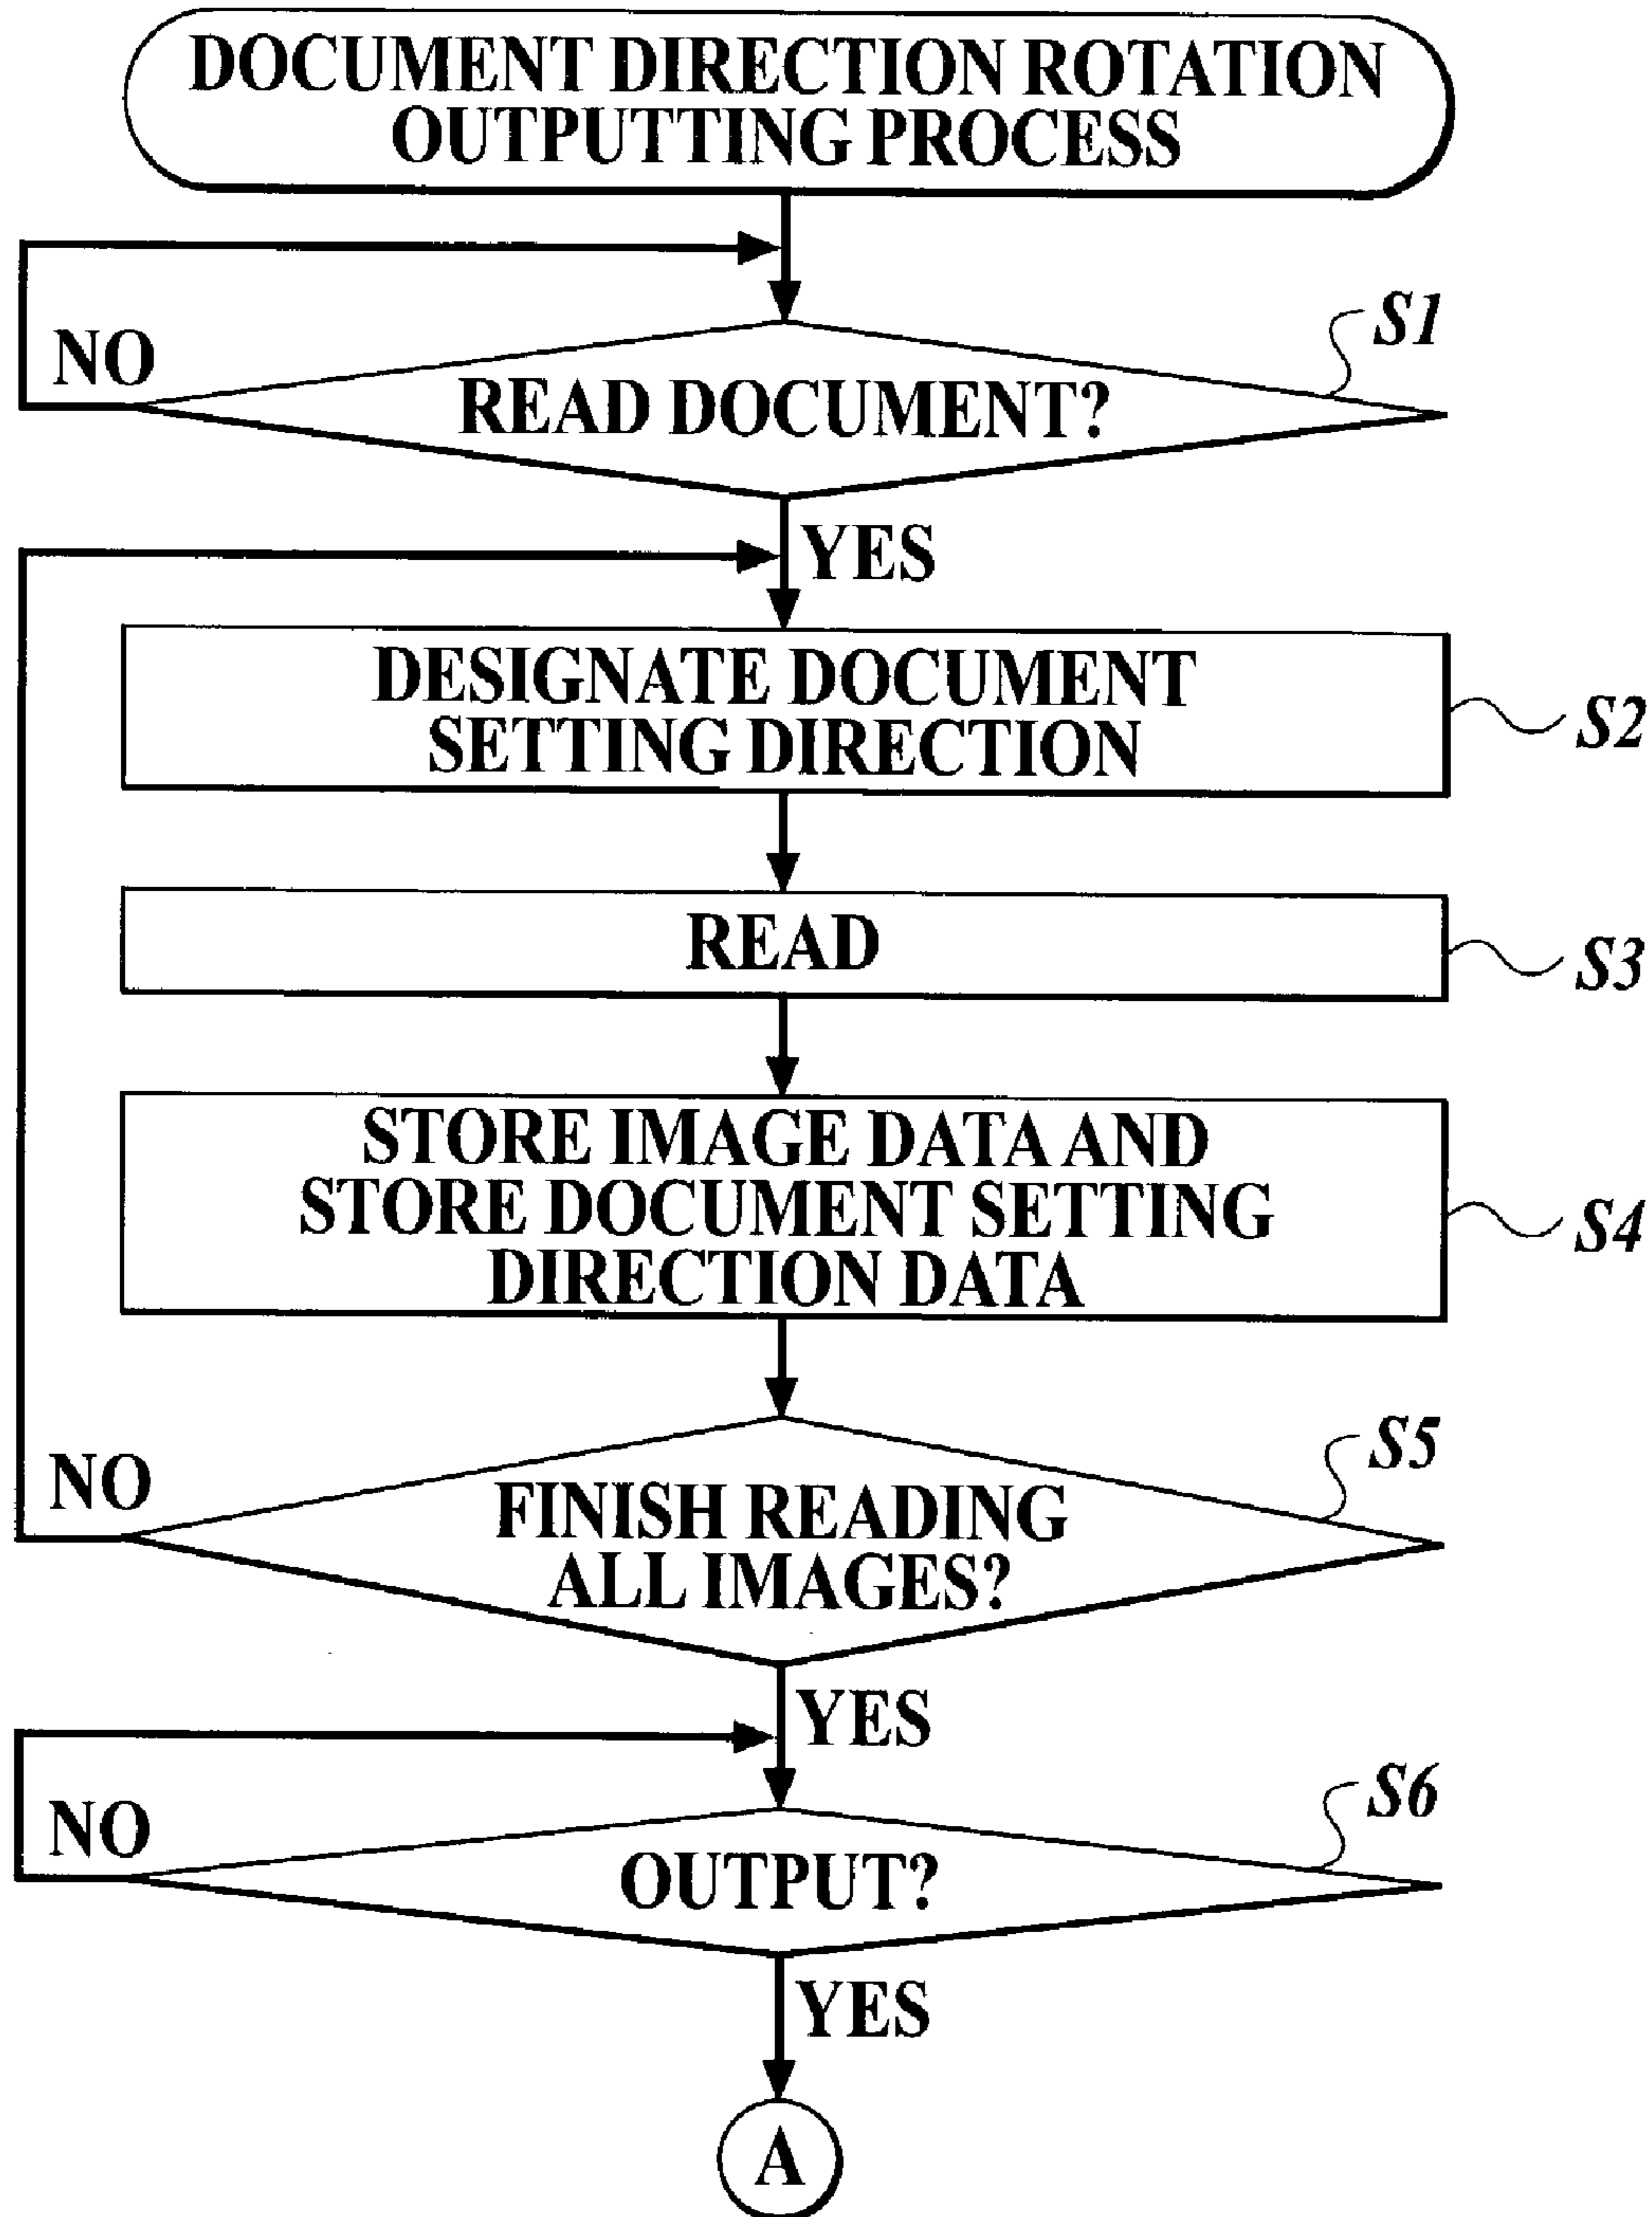 DOCUMENT DIRECTION ROTATION
OUTPUTTING PROCESS
S1
NO
READ DOCUMENT?
YES
DESIGNATE DOCUMENT
SETTING DIRECTION
S2
READ
S3
STORE IMAGE DATA AND
STORE DOCUMENT SETTING
DIRECTION DATA
S4
S5
NO
FINISH READING
ALL IMAGES?
YES
S6
NO
OUTPUT?
YES
A